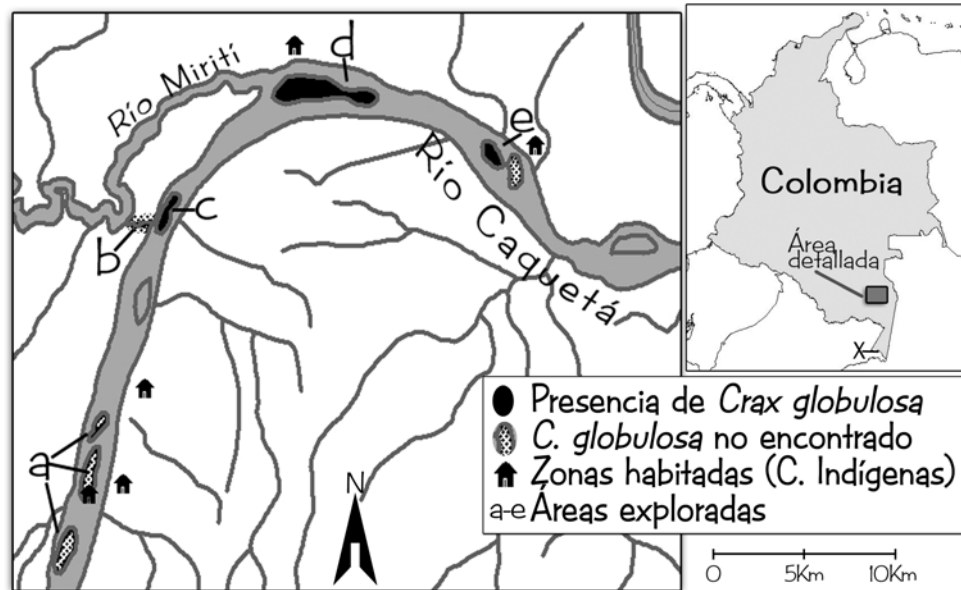 Río Miriti
d
e
Río Caquetá
c
b
a
N
Colombia
Área
detallada
X
Presencia de Crax globulosa
C. globulosa no encontrado
Zonas habitadas (C. Indígenas)
a-e Áreas exploradas
0 5Km 10Km